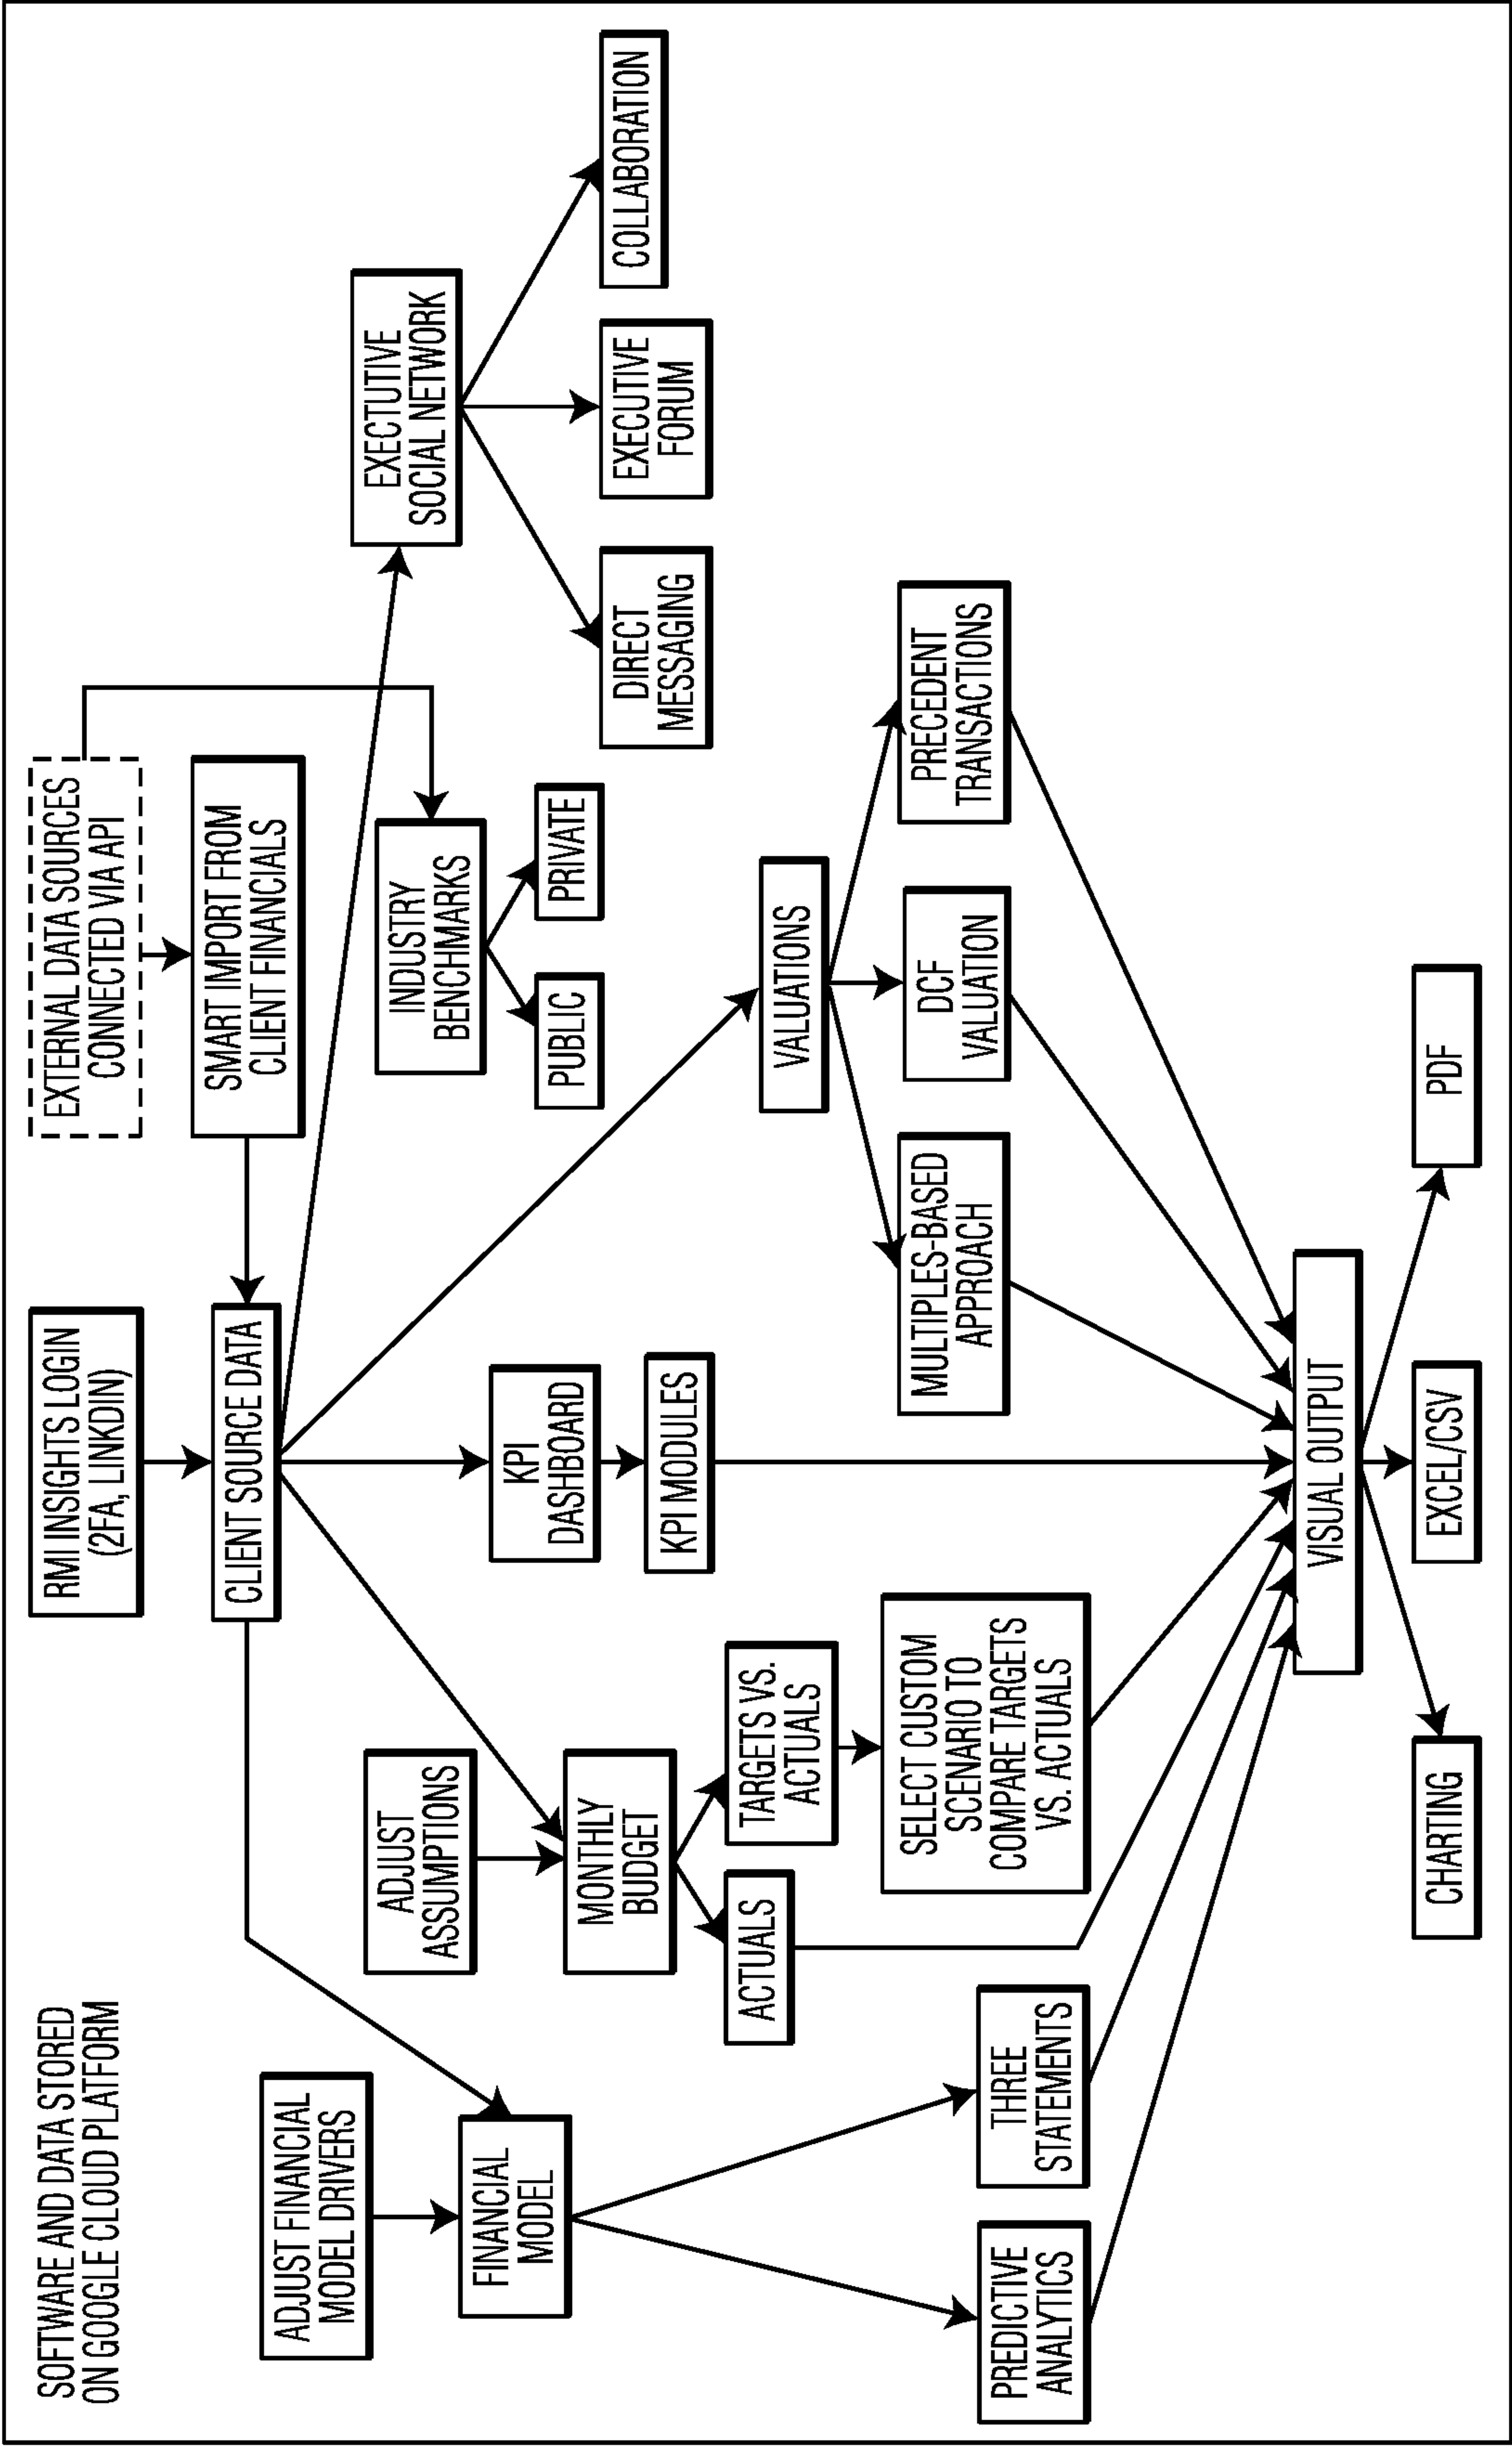 SOFTWARE AND DATA STORED
ON GOOGLE CLOUD PLATFORM
RMI INSIGHTS LOGIN
(2FA, LINKDIN)
EXTERNAL DATA SOURCES
CONNECTED VIA API
CLIENT SOURCE DATA
SMART IMPORT FROM
CLIENT FINANCIALS
ADJUST FINANCIAL
MODEL DRIVERS
ADJUST
ASSUMPTIONS
INDUSTRY
BENCHMARKS
EXECTUTIVE
SOCIAL NETWORK
FINANCIAL
MODEL
MONTHLY
BUDGET
KPI
DASHBOARD
PUBLIC
PRIVATE
DIRECT
MESSAGING
EXECUTIVE
FORUM
COLLABORATION
KPI MODULES
ACTUALS
TARGETS VS.
ACTUALS
VALUATIONS
PREDICTIVE
ANALYTICS
THREE
STATEMENTS
SELECT CUSTOM
SCENARIO TO
COMPARE TARGETS
VS. ACTUALS
MULTIPLES-BASED
APPROACH
DCF
VALUATION
PRECEDENT
TRANSACTIONS
VISUAL OUTPUT
CHARTING
EXCEL/CSV
PDF